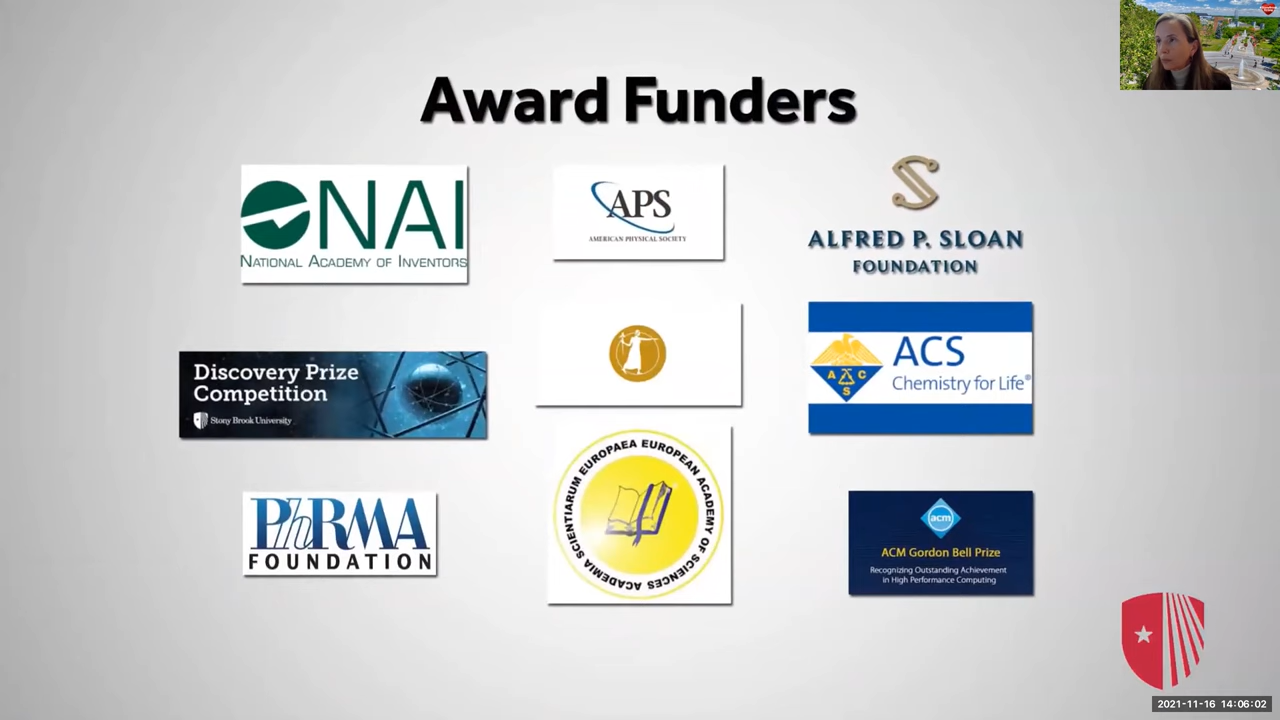 Award Funders
NAI
NATIONAL ACADEMY OF INVENTORS
APS
AMERICAN PHYSICAL SOCIETY
ALFRED P. SLOAN
FOUNDATION
Discovery Prize
Competition
Stony Brook University
ACS
Chemistry for Life®
A C S
PhRMA
FOUNDATION
ACADEMIA SCIENTIARUM EUROPAEA EUROPEAN ACADEMY OF SCIENCES
acm
ACM Gordon Bell Prize
Recognizing Outstanding Achievement
in High Performance Computing
2021-11-16 14:06:02